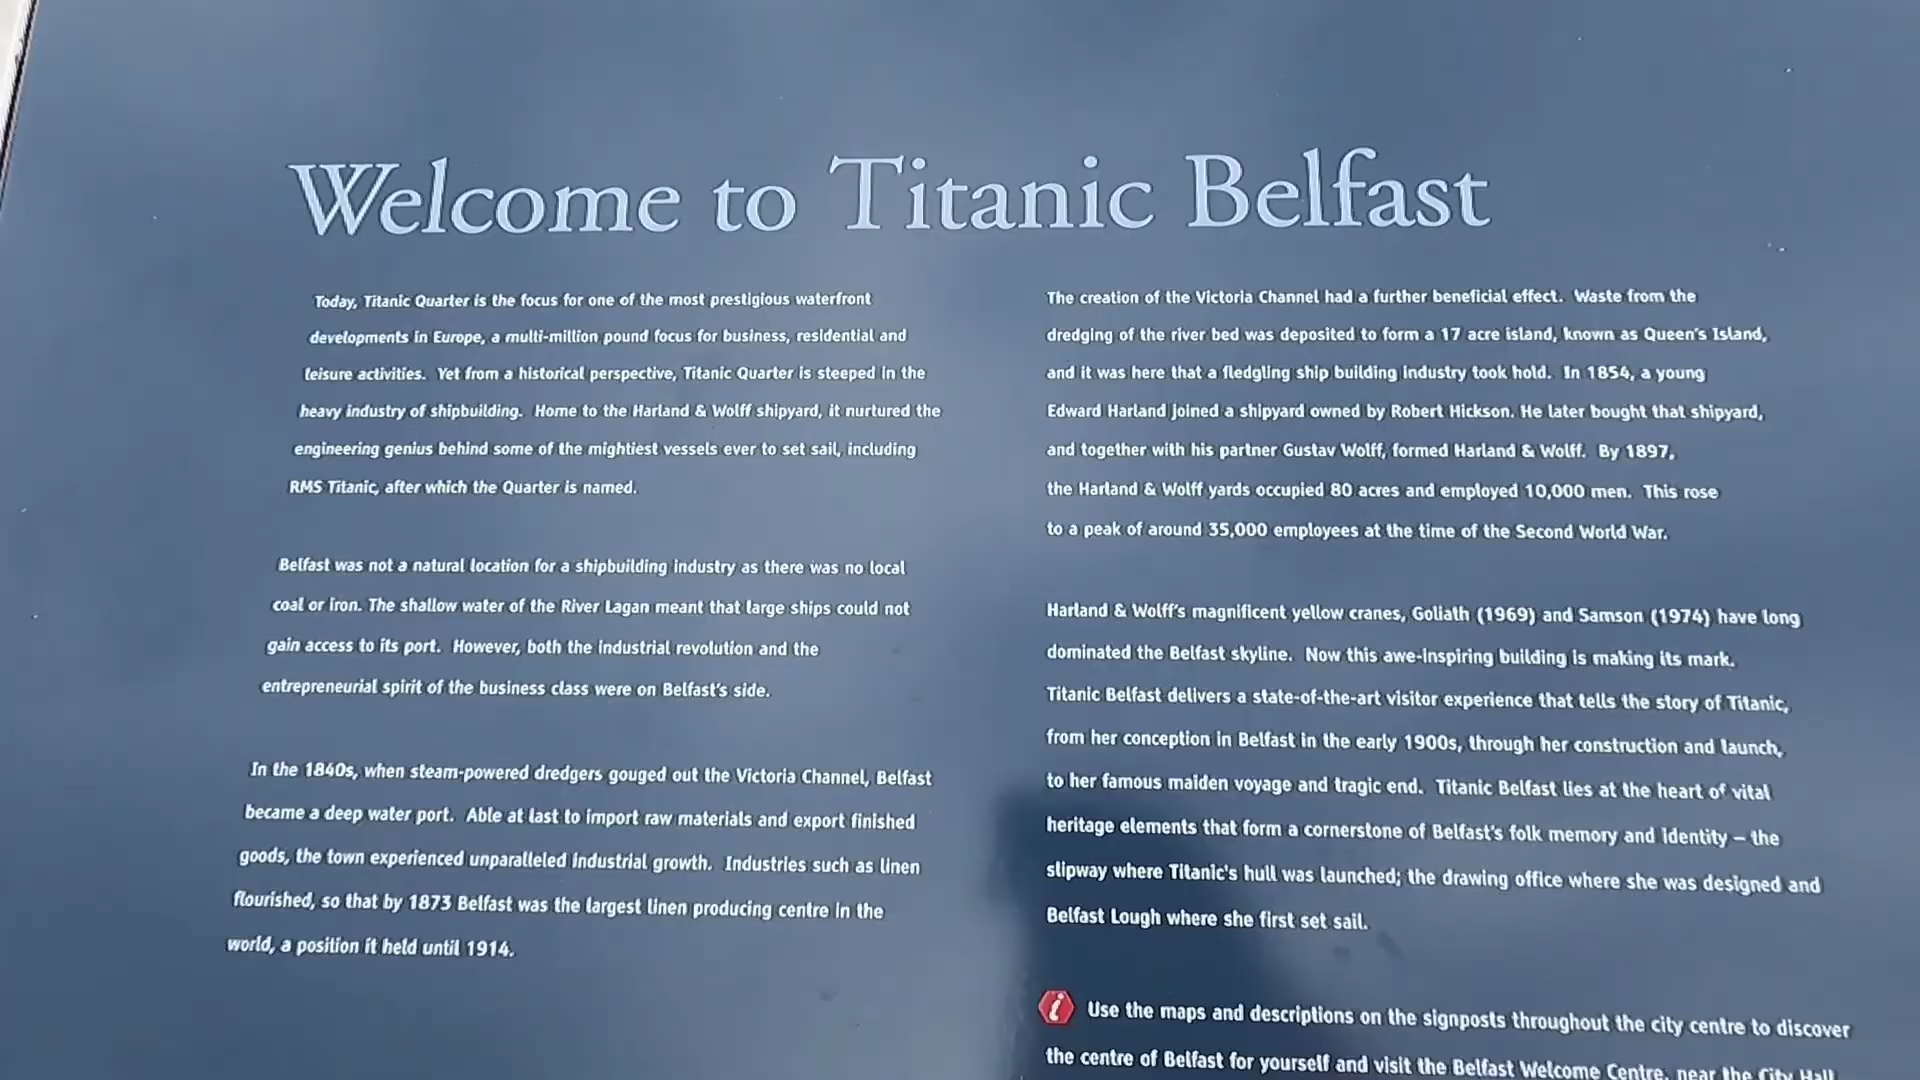 Welcome to Titanic Belfast
Today, Titanic Quarter is the focus for one of the most prestigious waterfront
developments in Europe, a multi-million pound focus for business, residential and
leisure activities. Yet from a historical perspective, Titanic Quarter is steeped in the
heavy industry of shipbuilding. Home to the Harland & Wolff shipyard, it nurtured the
engineering genius behind some of the mightiest vessels ever to set sail, including
RMS Titanic, after which the Quarter is named.
Belfast was not a natural location for a shipbuilding industry as there was no local
coal or iron. The shallow water of the River Lagan meant that large ships could not
gain access to its port. However, both the industrial revolution and the
entrepreneurial spirit of the business class were on Belfast's side.
In the 1840s, when steam-powered dredgers gouged out the Victoria Channel, Belfast
became a deep water port. Able at last to import raw materials and export finished
goods, the town experienced unparalleled industrial growth. Industries such as linen
flourished, so that by 1873 Belfast was the largest linen producing centre in the
world, a position it held until 1914.
The creation of the Victoria Channel had a further beneficial effect. Waste from the
dredging of the river bed was deposited to form a 17 acre island, known as Queen's Island,
and it was here that a fledgling ship building industry took hold. In 1854, a young
Edward Harland joined a shipyard owned by Robert Hickson. He later bought that shipyard,
and together with his partner Gustav Wolff, formed Harland & Wolff. By 1897,
the Harland & Wolff yards occupied 80 acres and employed 10,000 men. This rose
to a peak of around 35,000 employees at the time of the Second World War.
Harland & Wolff's magnificent yellow cranes, Goliath (1969) and Samson (1974) have long
dominated the Belfast skyline. Now this awe-inspiring building is making its mark.
Titanic Belfast delivers a state-of-the-art visitor experience that tells the story of Titanic,
from her conception in Belfast in the early 1900s, through her construction and launch,
to her famous maiden voyage and tragic end. Titanic Belfast lies at the heart of vital
heritage elements that form a cornerstone of Belfast's folk memory and identity – the
slipway where Titanic's hull was launched; the drawing office where she was designed and
Belfast Lough where she first set sail.
i Use the maps and descriptions on the signposts throughout the city centre to discover
the centre of Belfast for yourself and visit the Belfast Welcome Centre, near the City Hall